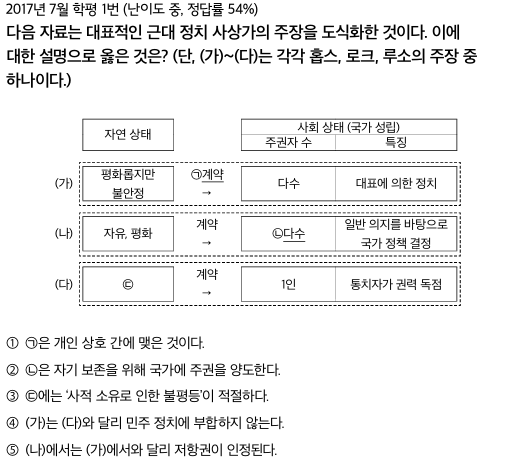 2017년 7월 학평 1번 (난이도 중, 정답률 54%)
다음 자료는 대표적인 근대 정치 사상가의 주장을 도식화한 것이다. 이에
대한 설명으로 옳은 것은? (단, (가)~(다)는 각각 홉스, 로크, 루소의 주장 중
하나이다.)
자연 상태
사회 상태 (국가 성립)
주권자 수 특징
(가) 평화롭지만 불안정 ㉠계약 → 다수 대표에 의한 정치
(나) 자유, 평화 계약 → ㉡다수 일반 의지를 바탕으로
국가 정책 결정
(다) ㉢ 계약 → 1인 통치자가 권력 독점
① ㉠은 개인 상호 간에 맺은 것이다.
② ㉡은 자기 보존을 위해 국가에 주권을 양도한다.
③ ㉢에는 ‘사적 소유로 인한 불평등’이 적절하다.
④ (가)는 (다)와 달리 민주 정치에 부합하지 않는다.
⑤ (나)에서는 (가)에서와 달리 저항권이 인정된다.